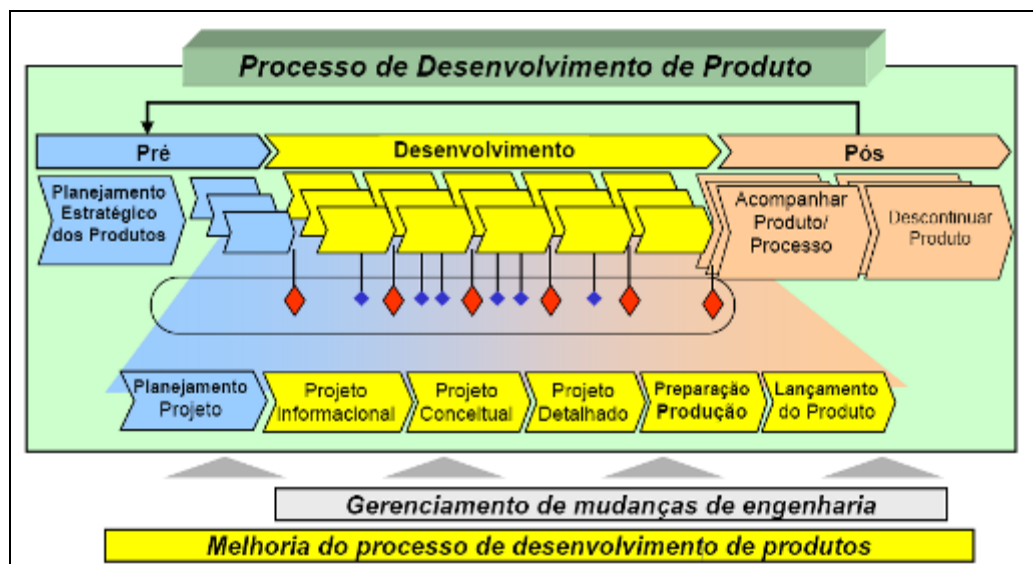 Processo de Desenvolvimento de Produto
Pré
Desenvolvimento
Pós
Planejamento
Estratégico
dos Produtos
Acompanhar
Produto/
Processo
Descontinuar
Produto
Planejamento
Projeto
Projeto
Informacional
Projeto
Conceitual
Projeto
Detalhado
Preparação
Produção
Lançamento
do Produto
Gerenciamento de mudanças de engenharia
Melhoria do processo de desenvolvimento de produtos